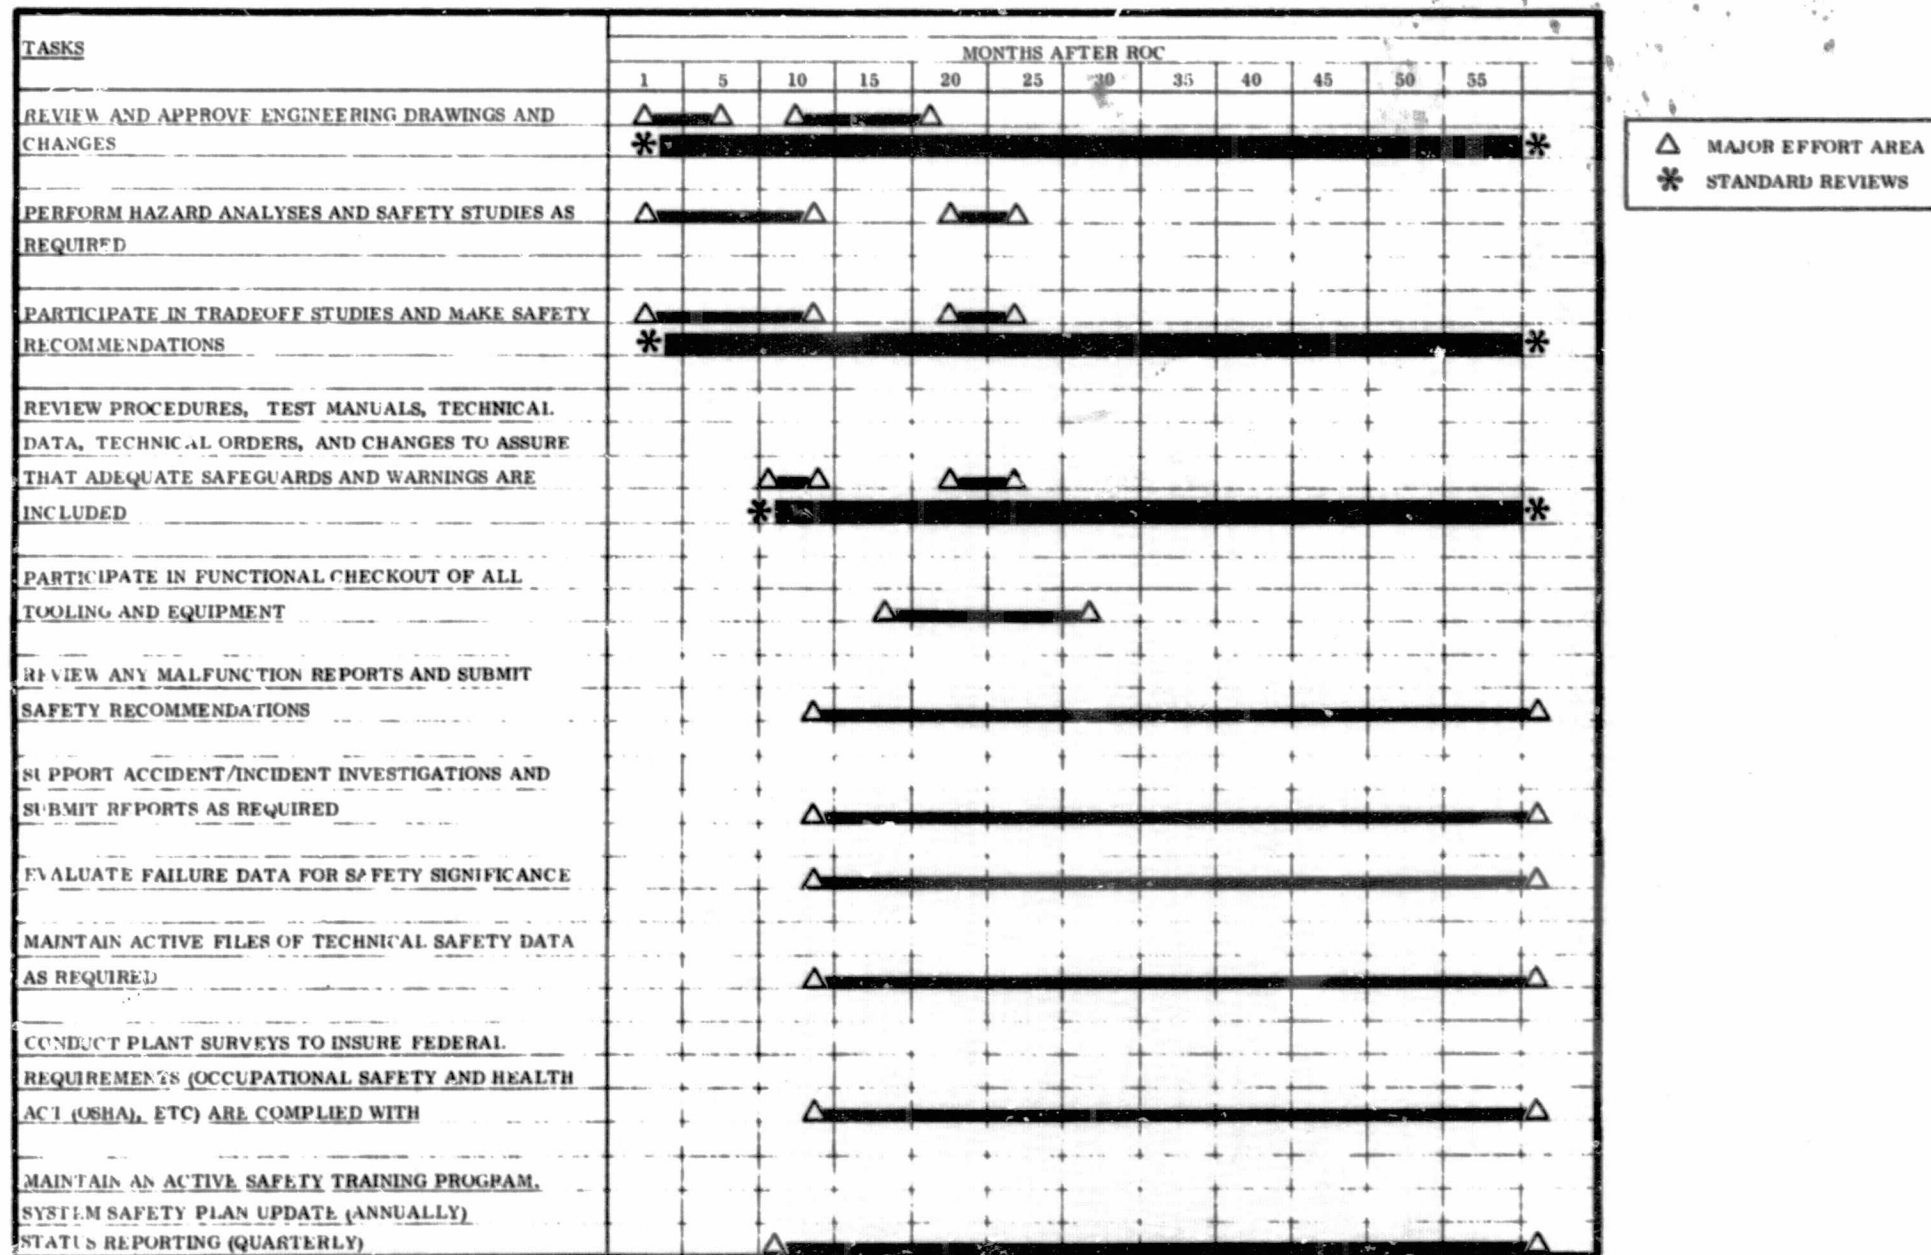 TASKS
MONTHS AFTER ROC
1 5 10 15 20 25 30 35 40 45 50 55
REVIEW AND APPROVE ENGINEERING DRAWINGS AND
CHANGES
△ MAJOR EFFORT AREA
* STANDARD REVIEWS
PERFORM HAZARD ANALYSES AND SAFETY STUDIES AS
REQUIRED
PARTICIPATE IN TRADEOFF STUDIES AND MAKE SAFETY
RECOMMENDATIONS
REVIEW PROCEDURES, TEST MANUALS, TECHNICAL
DATA, TECHNICAL ORDERS, AND CHANGES TO ASSURE
THAT ADEQUATE SAFEGUARDS AND WARNINGS ARE
INCLUDED
PARTICIPATE IN FUNCTIONAL CHECKOUT OF ALL
TOOLING AND EQUIPMENT
REVIEW ANY MALFUNCTION REPORTS AND SUBMIT
SAFETY RECOMMENDATIONS
SUPPORT ACCIDENT/INCIDENT INVESTIGATIONS AND
SUBMIT REPORTS AS REQUIRED
EVALUATE FAILURE DATA FOR SAFETY SIGNIFICANCE
MAINTAIN ACTIVE FILES OF TECHNICAL SAFETY DATA
AS REQUIRED
CONDUCT PLANT SURVEYS TO INSURE FEDERAL
REQUIREMENTS (OCCUPATIONAL SAFETY AND HEALTH
ACT (OSHA), ETC) ARE COMPLIED WITH
MAINTAIN AN ACTIVE SAFETY TRAINING PROGRAM.
SYSTEM SAFETY PLAN UPDATE (ANNUALLY)
STATUS REPORTING (QUARTERLY)